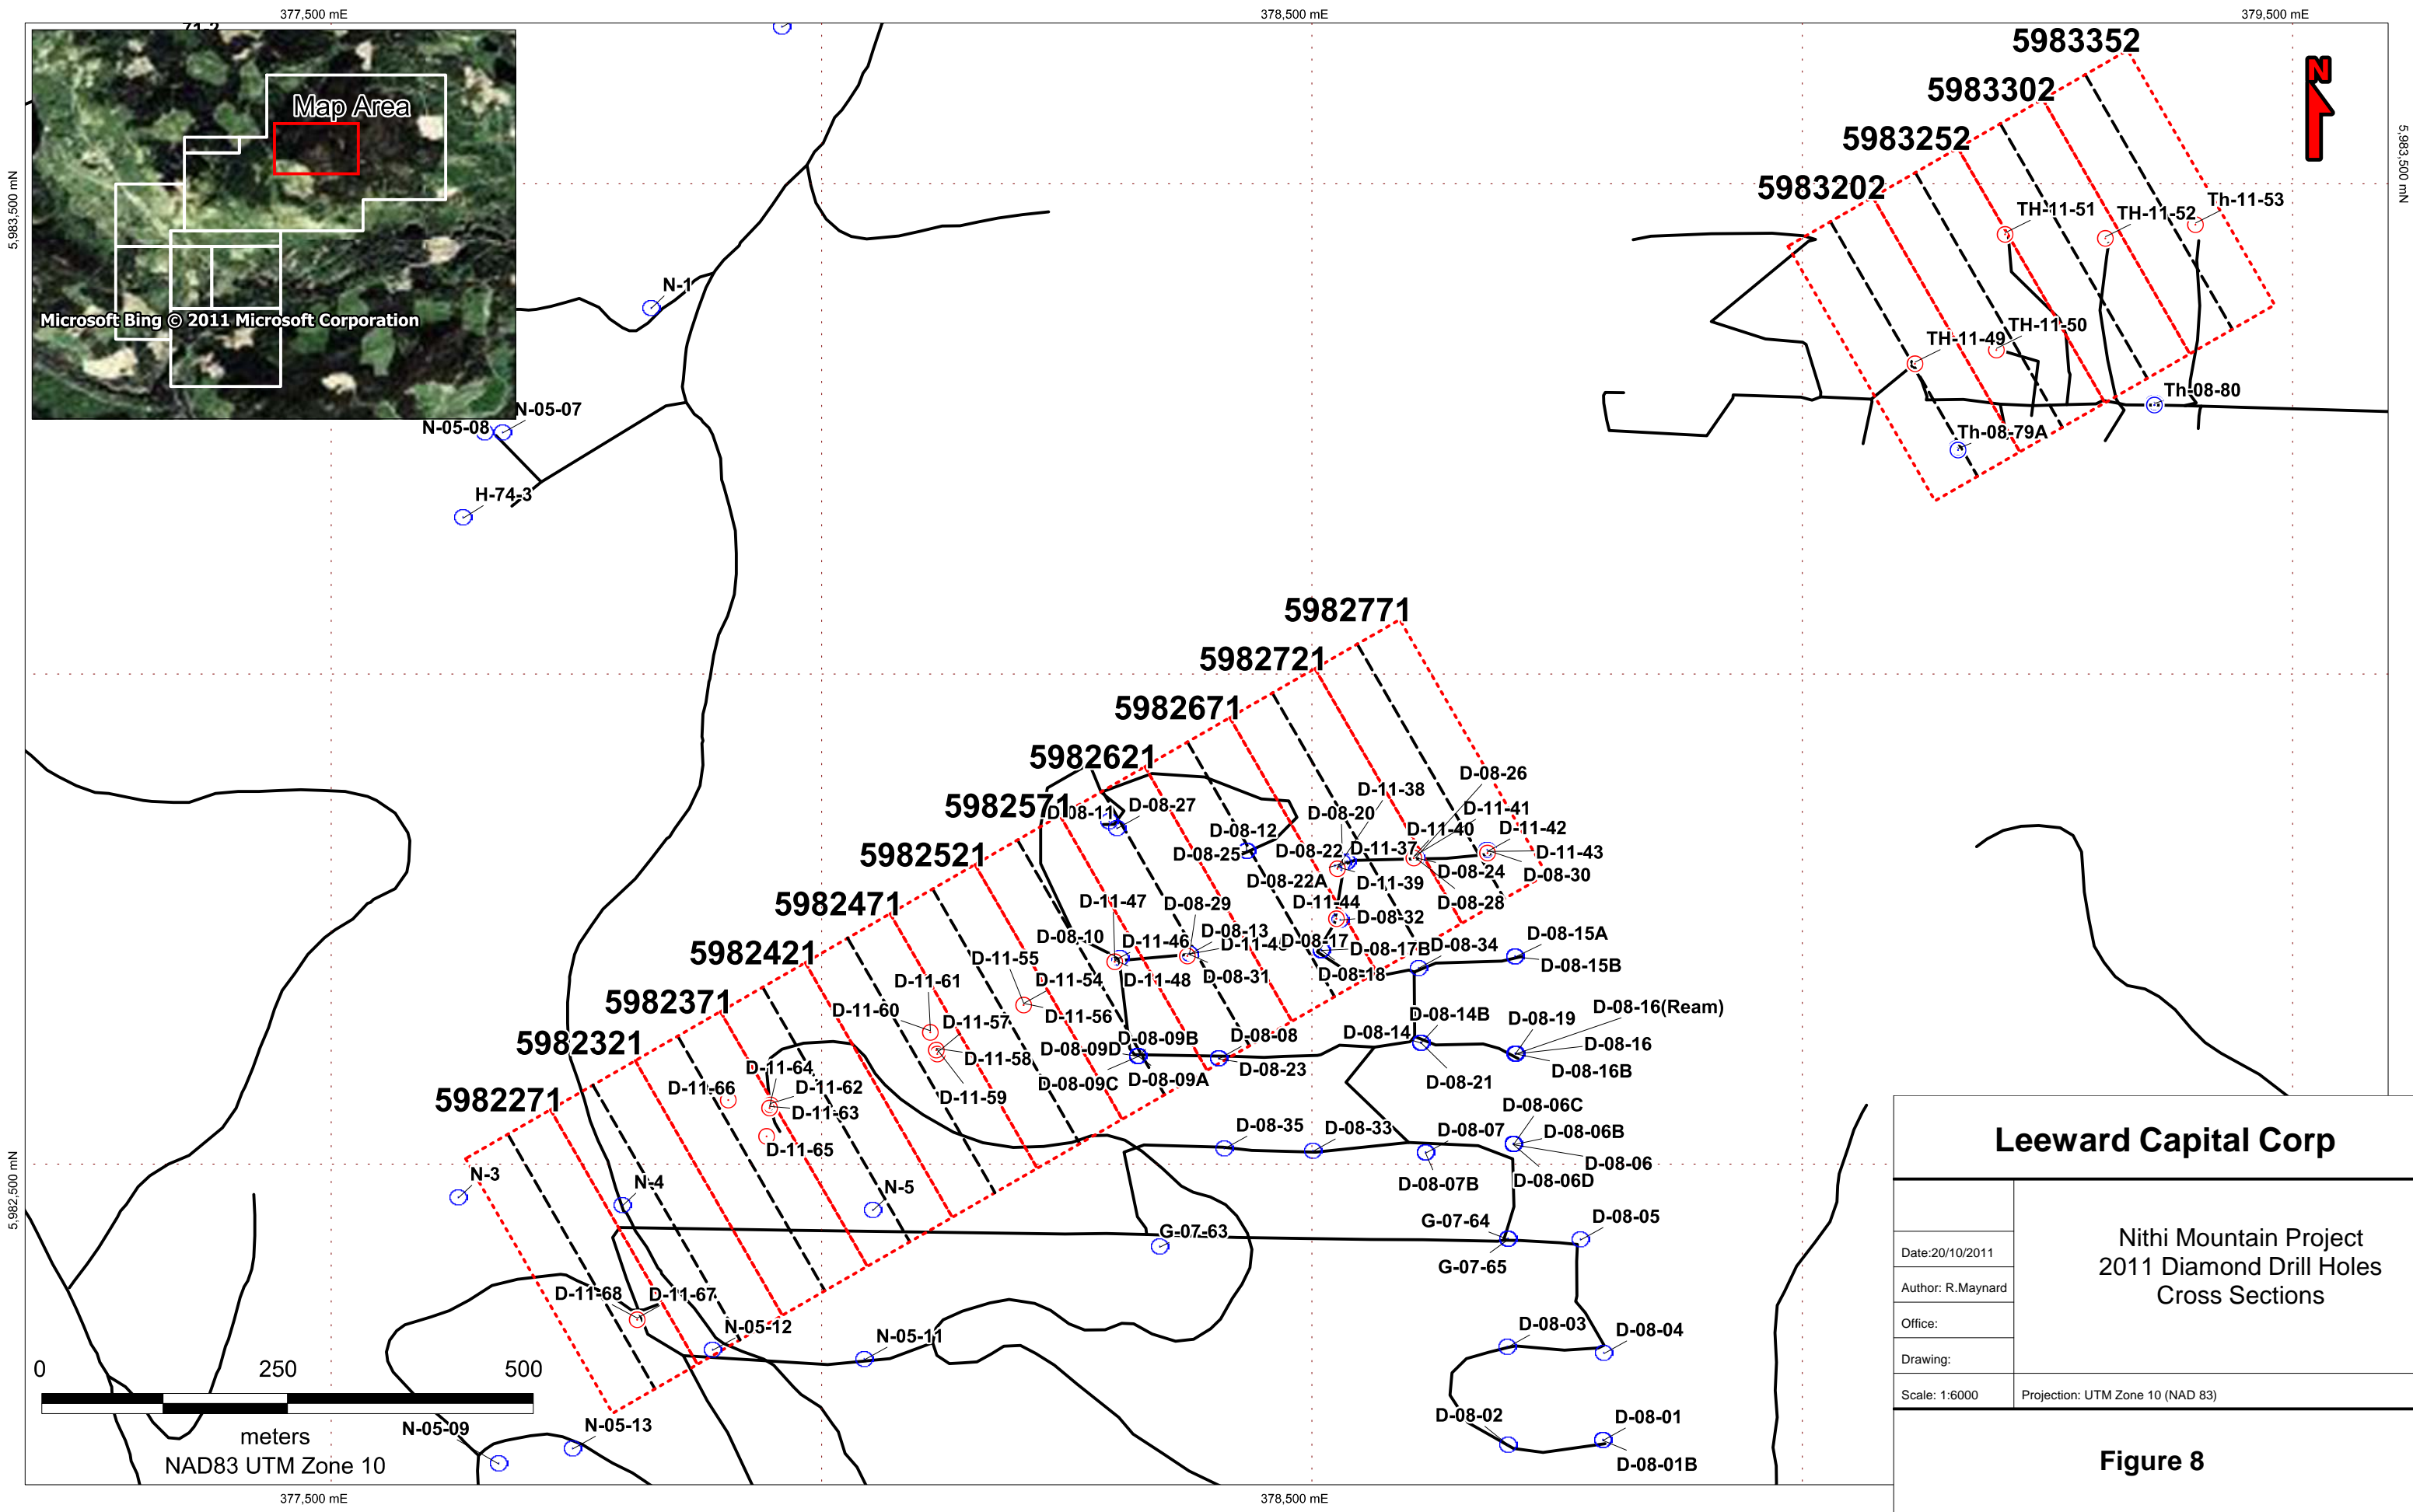 377,500 mE
378,500 mE
379,500 mE
71-2
Map Area
Microsoft Bing © 2011 Microsoft Corporation
5,983,500 mN
5,983,500 mN
5,982,500 mN
N
5983352
5983302
5983252
5983202
TH-11-51
TH-11-52
Th-11-53
TH-11-50
TH-11-49
Th-08-80
Th-08-79A
N-1
N-05-07
N-05-08
H-74-3
5982771
5982721
5982671
5982621
5982571
5982521
5982471
5982421
5982371
5982321
5982271
D-08-26
D-11-38
D-08-11
D-08-27
D-08-20
D-11-41
D-08-12
D-11-40
D-11-42
D-08-25
D-08-22
D-11-37
D-11-43
D-08-22A
D-11-39
D-08-24
D-08-30
D-11-47
D-08-29
D-11-44
D-08-32
D-08-28
D-08-10
D-11-46
D-08-13
D-08-17
D-08-17B
D-08-34
D-08-15A
D-11-55
D-11-48
D-08-31
D-08-18
D-08-15B
D-11-61
D-11-54
D-11-60
D-11-57
D-11-56
D-08-16(Ream)
D-08-14B
D-08-19
D-11-58
D-08-09D
D-08-09B
D-08-08
D-08-14
D-08-16
D-11-64
D-08-23
D-08-16B
D-11-66
D-11-62
D-11-59
D-08-09C
D-08-09A
D-08-21
D-11-63
D-11-65
D-08-06C
D-08-35
D-08-33
D-08-07
D-08-06B
D-08-06
N-3
N-4
N-5
D-08-07B
D-08-06D
G-07-63
G-07-64
D-08-05
G-07-65
D-11-68
D-11-67
N-05-12
N-05-11
D-08-03
D-08-04
D-08-02
D-08-01
D-08-01B
N-05-09
N-05-13
0
250
500
meters
NAD83 UTM Zone 10
377,500 mE
378,500 mE
Leeward Capital Corp
Date:20/10/2011
Author: R.Maynard
Office:
Drawing:
Scale: 1:6000
Nithi Mountain Project
2011 Diamond Drill Holes
Cross Sections
Projection: UTM Zone 10 (NAD 83)
Figure 8